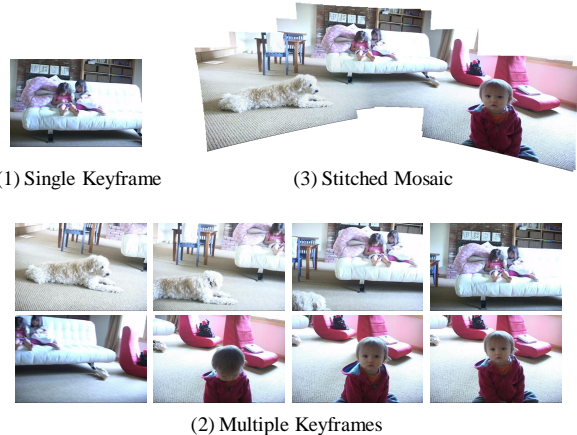 (1) Single Keyframe
(3) Stitched Mosaic
(2) Multiple Keyframes